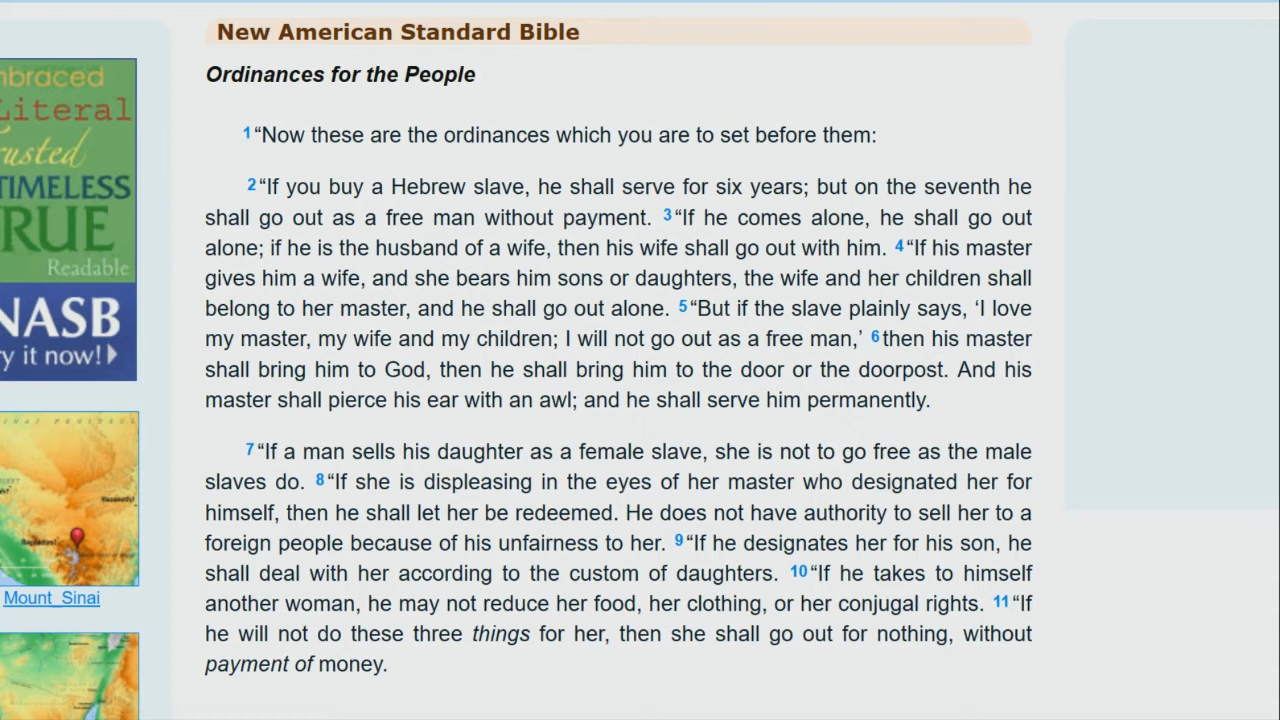 New American Standard Bible
Ordinances for the People
1“Now these are the ordinances which you are to set before them:
2“If you buy a Hebrew slave, he shall serve for six years; but on the seventh he
shall go out as a free man without payment. 3“If he comes alone, he shall go out
alone; if he is the husband of a wife, then his wife shall go out with him. 4“If his master
gives him a wife, and she bears him sons or daughters, the wife and her children shall
belong to her master, and he shall go out alone. 5“But if the slave plainly says, ‘I love
my master, my wife and my children; I will not go out as a free man,’ 6then his master
shall bring him to God, then he shall bring him to the door or the doorpost. And his
master shall pierce his ear with an awl; and he shall serve him permanently.
7“If a man sells his daughter as a female slave, she is not to go free as the male
slaves do. 8“If she is displeasing in the eyes of her master who designated her for
himself, then he shall let her be redeemed. He does not have authority to sell her to a
foreign people because of his unfairness to her. 9“If he designates her for his son, he
shall deal with her according to the custom of daughters. 10“If he takes to himself
another woman, he may not reduce her food, her clothing, or her conjugal rights. 11“If
he will not do these three things for her, then she shall go out for nothing, without
payment of money.
mbraced
Literal
rusted
TIMELESS
RUE
Readable
NASB
ry it now!
Mount_Sinai